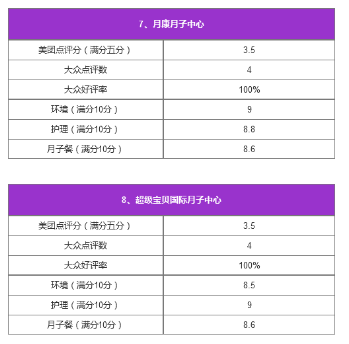 7、月康月子中心
美团点评分（满分五分） 3.5
大众点评数 4
大众好评率 100%
环境（满分10分） 9
护理（满分10分） 8.8
月子餐（满分10分） 8.6
8、超级宝贝国际月子中心
美团点评分（满分五分） 3.5
大众点评数 4
大众好评率 100%
环境（满分10分） 8.5
护理（满分10分） 9
月子餐（满分10分） 8.6